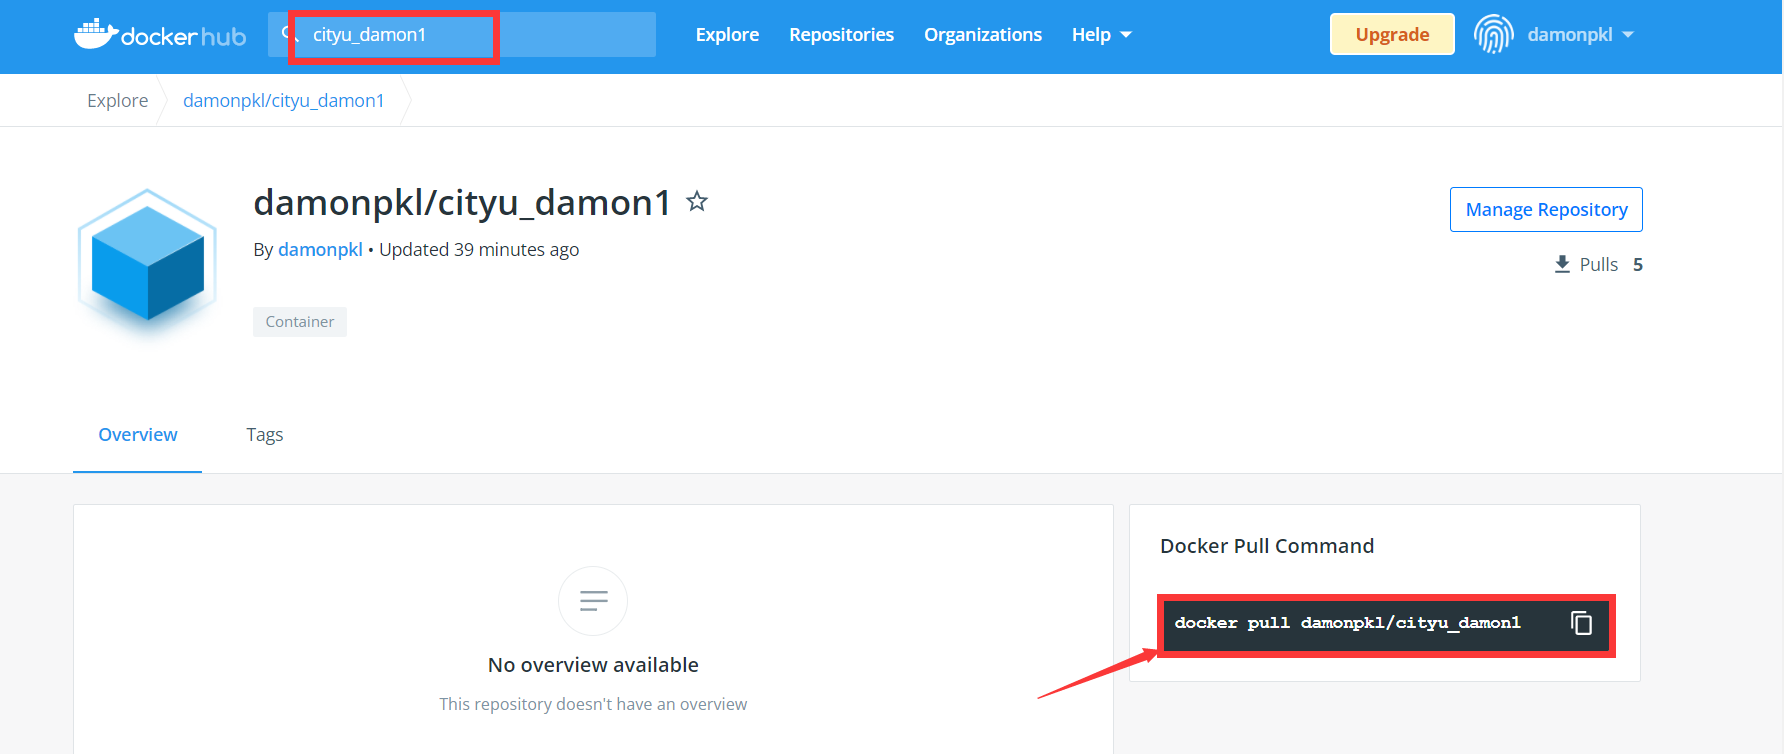 docker hub
cityu_damon1
Explore
Repositories
Organizations
Help
Upgrade
damonpkl
Explore
damonpkl/cityu_damon1
damonpkl/cityu_damon1
By damonpkl • Updated 39 minutes ago
Manage Repository
Pulls 5
Container
Overview
Tags
No overview available
This repository doesn't have an overview
Docker Pull Command
docker pull damonpkl/cityu_damon1